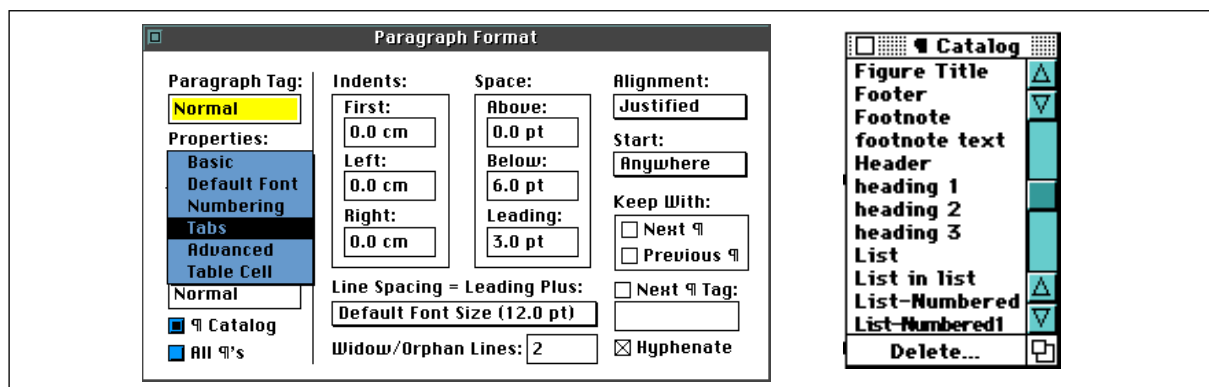 Paragraph Format
Paragraph Tag:
Normal
Properties:
Basic
Default Font
Numbering
Tabs
Advanced
Table Cell
Normal
¶ Catalog
All ¶'s
Indents:
First:
0.0 cm
Left:
0.0 cm
Right:
0.0 cm
Space:
Above:
0.0 pt
Below:
6.0 pt
Leading:
3.0 pt
Line Spacing = Leading Plus:
Default Font Size (12.0 pt)
Widow/Orphan Lines: 2
Alignment:
Justified
Start:
Anywhere
Keep With:
Next ¶
Previous ¶
Next ¶ Tag:
Hyphenate
¶ Catalog
Figure Title
Footer
Footnote
footnote text
Header
heading 1
heading 2
heading 3
List
List in list
List-Numbered
List-Numbered1
Delete...